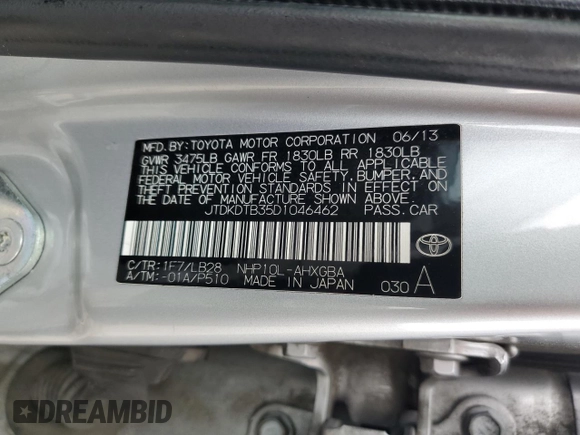 MFD. BY: TOYOTA MOTOR CORPORATION 06/13
GVWR 3475LB GAWR FR 1830LB RR 1830LB
THIS VEHICLE CONFORMS TO ALL APPLICABLE
FEDERAL MOTOR VEHICLE SAFETY, BUMPER, AND
THEFT PREVENTION STANDARDS IN EFFECT ON
THE DATE OF MANUFACTURE SHOWN ABOVE.
JTDKDTB35D1046462 PASS. CAR
TOYOTA
C/TR: 1F7/LB28 NHP10L-AHXGBA
A/TM: -01A/P510 MADE IN JAPAN 030 A
DREAMBID